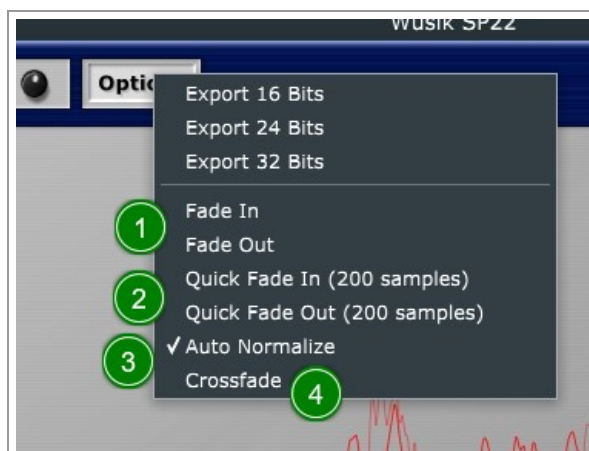 Wusik SP22
Export 16 Bits
Export 24 Bits
Export 32 Bits
1
Fade In
Fade Out
2
Quick Fade In (200 samples)
Quick Fade Out (200 samples)
3
✓ Auto Normalize
Crossfade
4